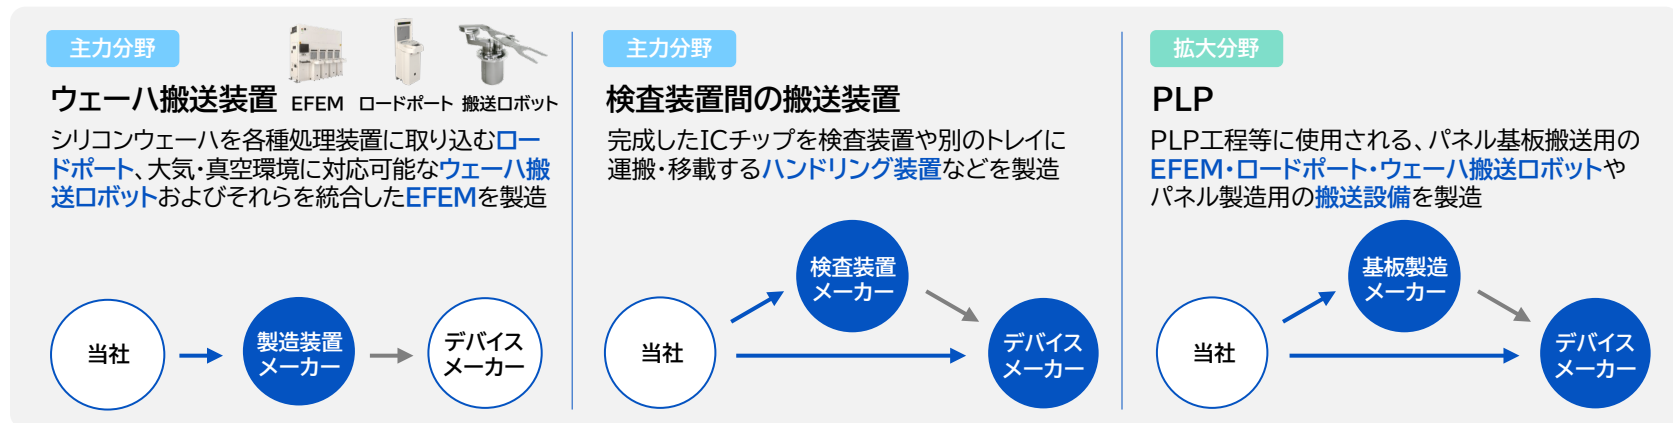 主力分野
ウェーハ搬送装置
EFEM ロードポート 搬送ロボット
シリコンウェーハを各種処理装置に取り込むロー
ドポート、大気・真空環境に対応可能なウェーハ搬
送ロボットおよびそれらを統合したEFEMを製造
当社
製造装置
メーカー
デバイス
メーカー
主力分野
検査装置間の搬送装置
完成したICチップを検査装置や別のトレイに
運搬・移載するハンドリング装置などを製造
当社
検査装置
メーカー
デバイス
メーカー
拡大分野
PLP
PLP工程等に使用される、パネル基板搬送用の
EFEM・ロードポート・ウェーハ搬送ロボットや
パネル製造用の搬送設備を製造
当社
基板製造
メーカー
デバイス
メーカー